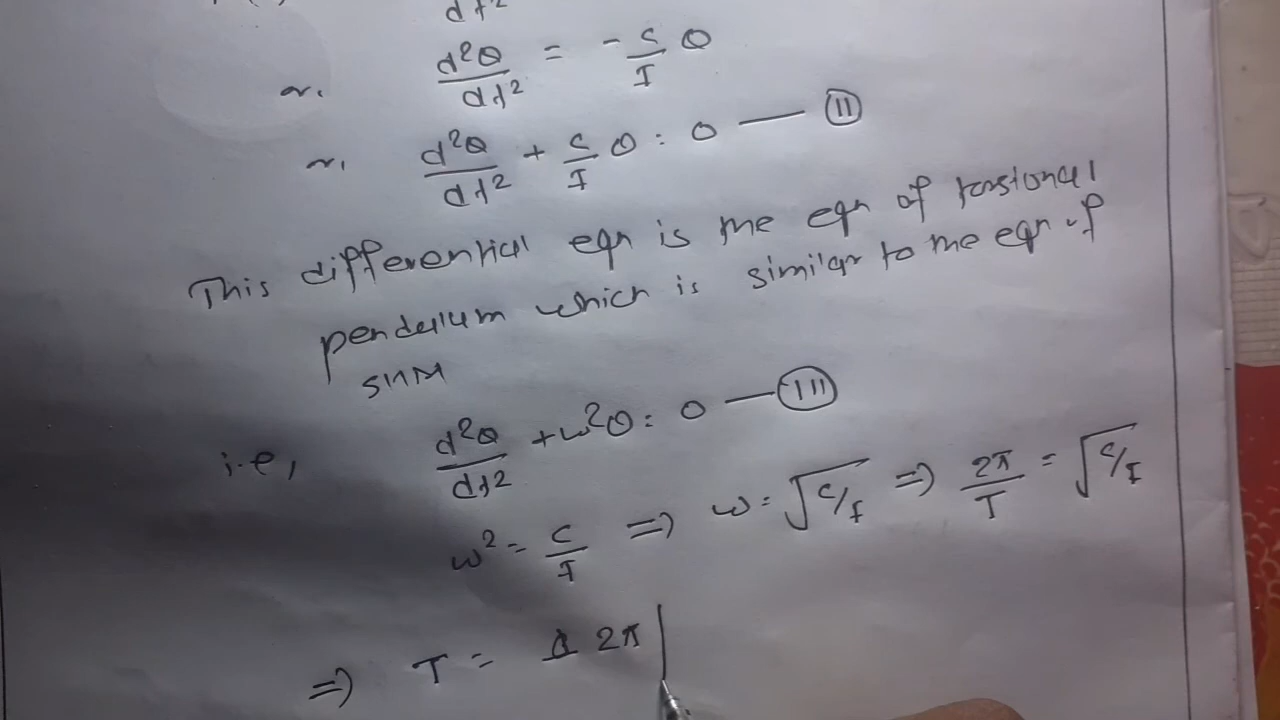 dt²
or, d²θ/dt² = - C/I θ
or, d²θ/dt² + C/I θ = 0 — (II)
This differential eqn is the eqn of torsional
pendulum which is similar to the eqn of
SHM
i.e, d²θ/dt² + ω²θ = 0 — (III)
ω² = C/I => ω = √C/I => 2π/T = √C/I
=> T = 2π